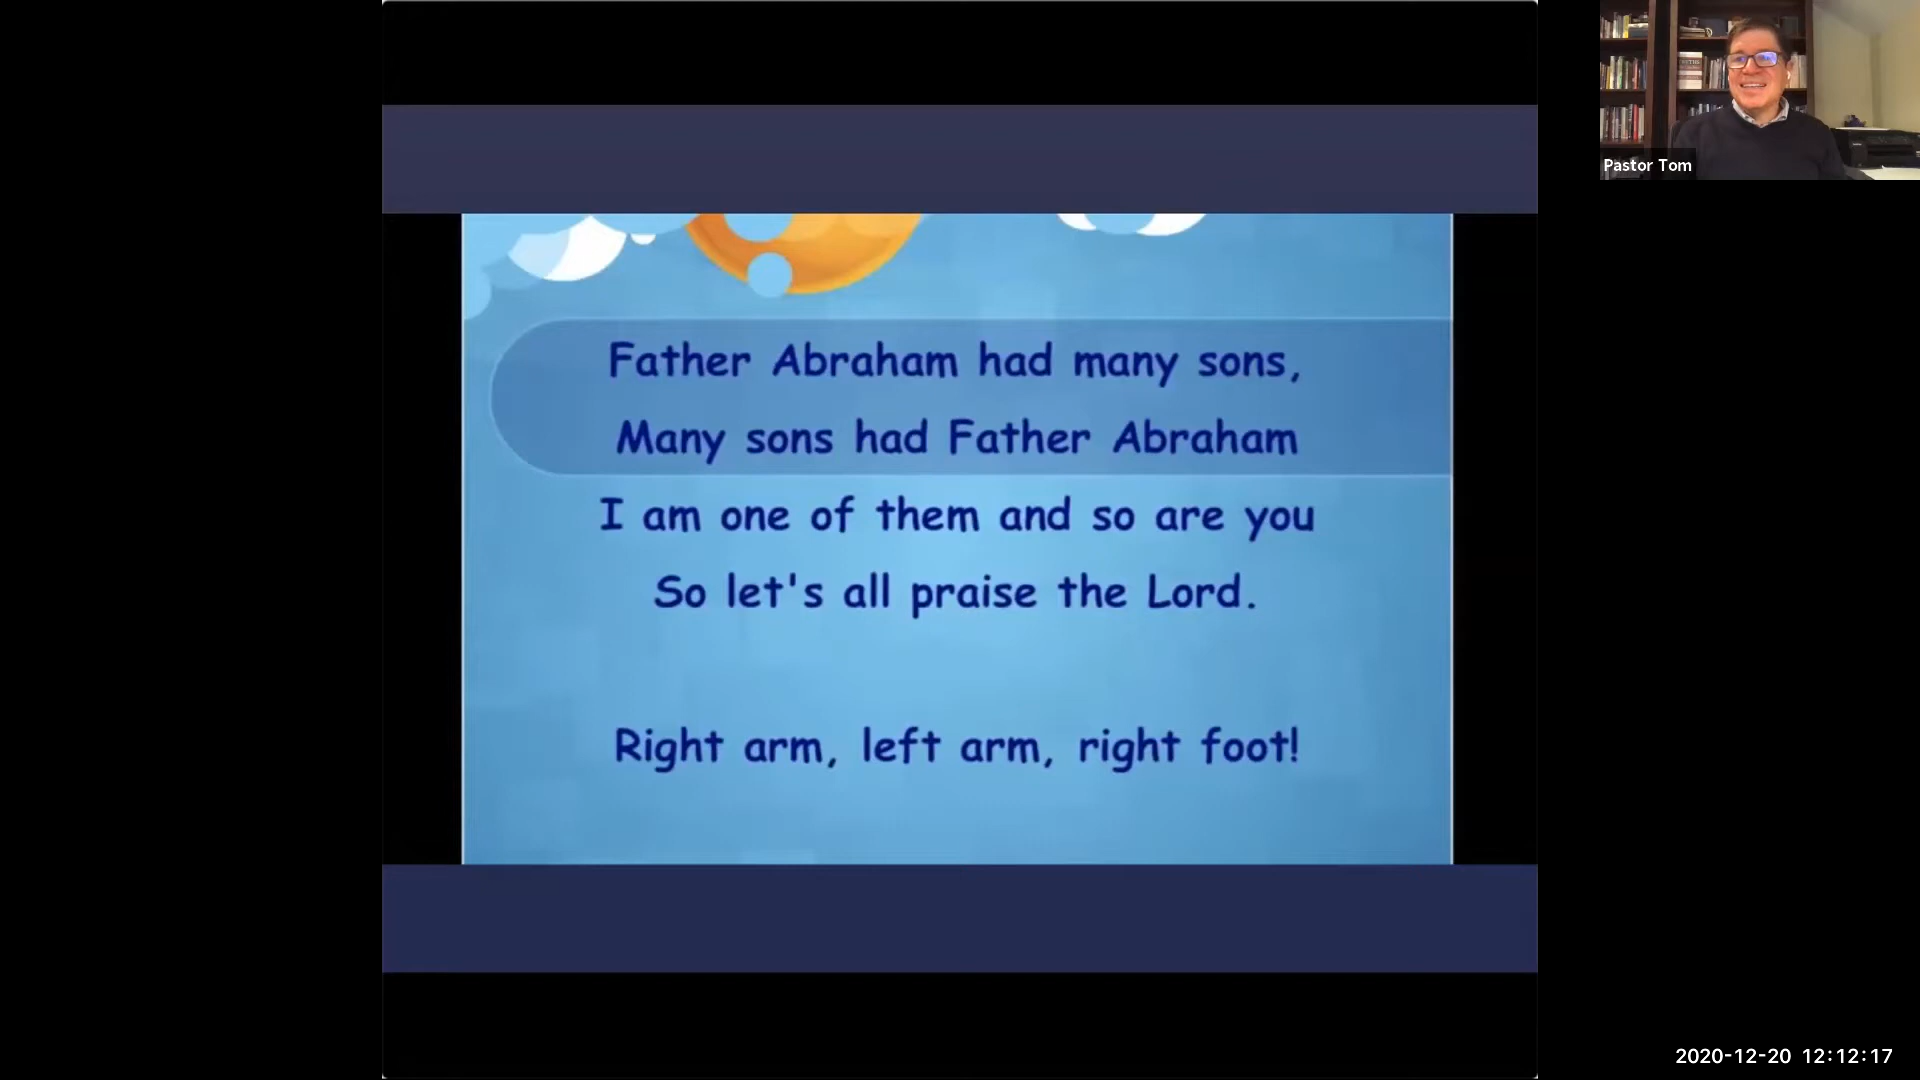 Father Abraham had many sons,
Many sons had Father Abraham
I am one of them and so are you
So let's all praise the Lord.
Right arm, left arm, right foot!
Pastor Tom
2020-12-20 12:12:17